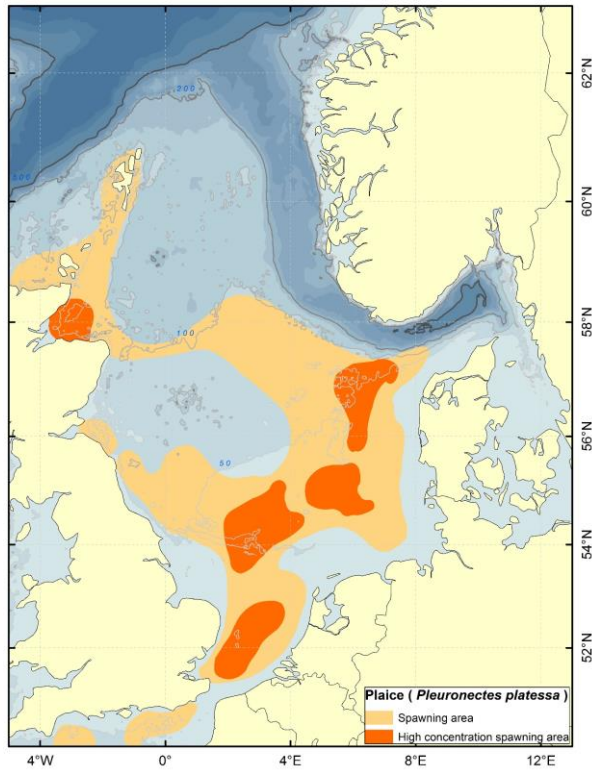 62°N
200
60°N
58°N
100
56°N
50
54°N
52°N
Plaice ( Pleuronectes platessa )
Spawning area
High concentration spawning area
4°W
0°
4°E
8°E
12°E